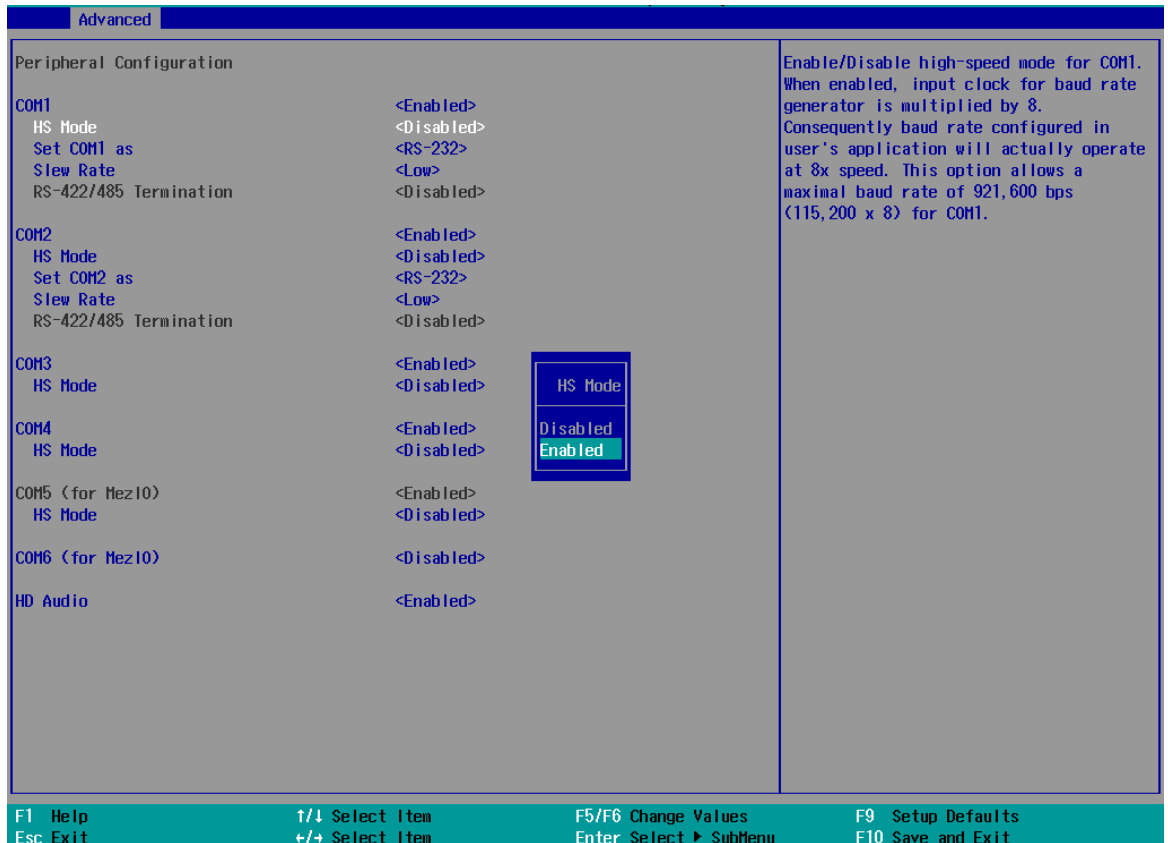 Advanced
Peripheral Configuration
COM1 <Enabled>
HS Mode <Disabled>
Set COM1 as <RS-232>
Slew Rate <Low>
RS-422/485 Termination <Disabled>
COM2 <Enabled>
HS Mode <Disabled>
Set COM2 as <RS-232>
Slew Rate <Low>
RS-422/485 Termination <Disabled>
COM3 <Enabled>
HS Mode <Disabled>
COM4 <Enabled>
HS Mode <Disabled>
COM5 (for MezIO) <Enabled>
HS Mode <Disabled>
COM6 (for MezIO) <Disabled>
HD Audio <Enabled>
HS Mode
Disabled
Enabled
Enable/Disable high-speed mode for COM1.
When enabled, input clock for baud rate
generator is multiplied by 8.
Consequently baud rate configured in
user's application will actually operate
at 8x speed. This option allows a
maximal baud rate of 921,600 bps
(115,200 x 8) for COM1.
F1 Help ↑/↓ Select Item F5/F6 Change Values F9 Setup Defaults
Esc Exit ←/→ Select Item Enter Select ▶ SubMenu F10 Save and Exit